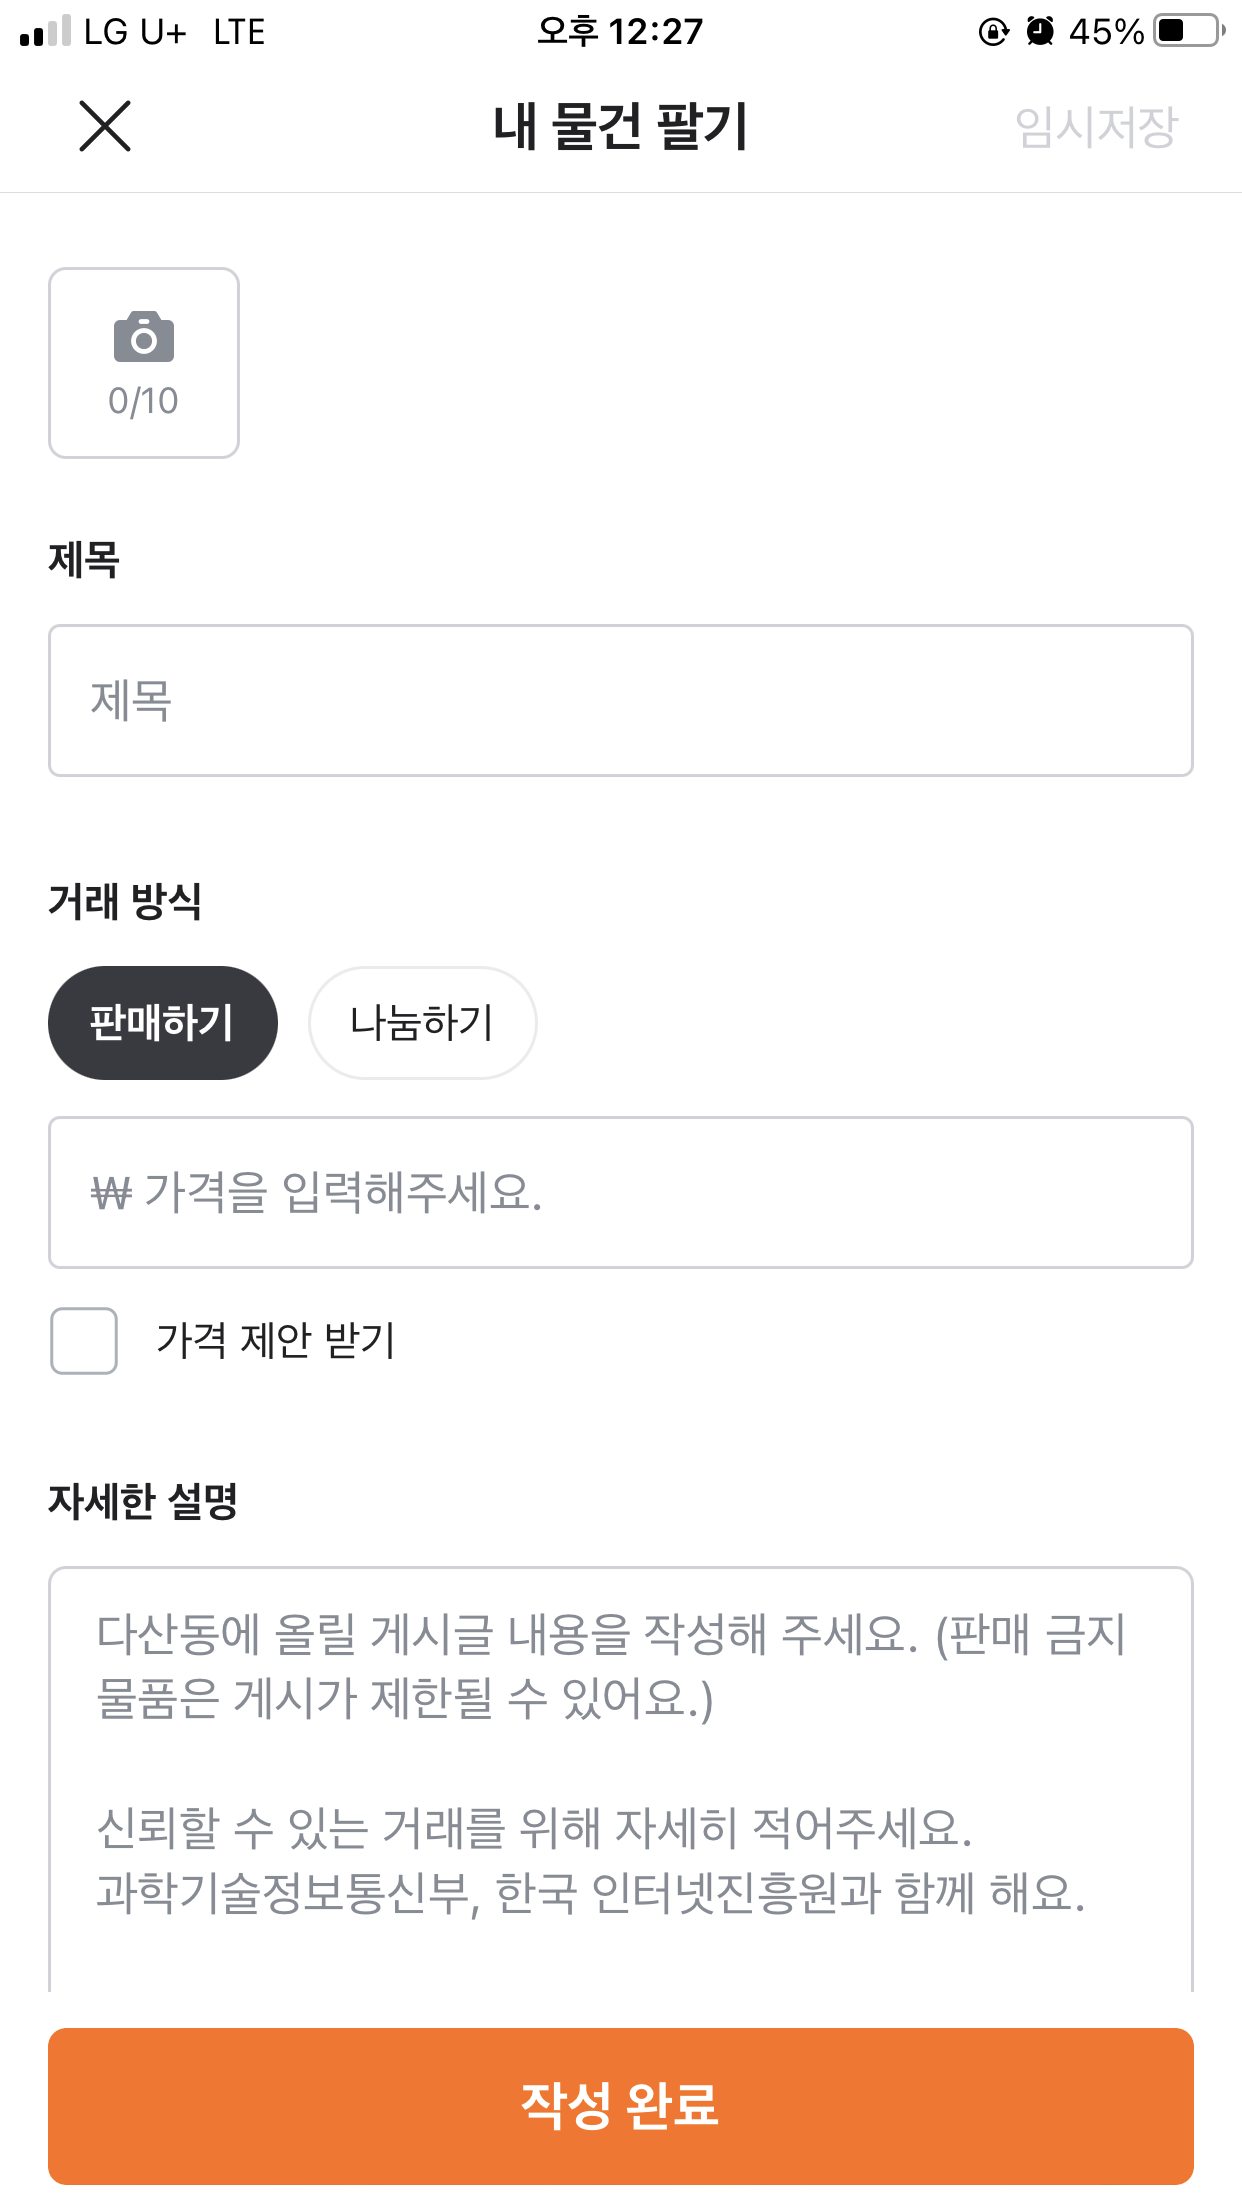 LG U+ LTE 오후 12:27 45%
내 물건 팔기 임시저장
0/10
제목
제목
거래 방식
판매하기 나눔하기
₩ 가격을 입력해주세요.
가격 제안 받기
자세한 설명
다산동에 올릴 게시글 내용을 작성해 주세요. (판매 금지
물품은 게시가 제한될 수 있어요.)
신뢰할 수 있는 거래를 위해 자세히 적어주세요.
과학기술정보통신부, 한국 인터넷진흥원과 함께 해요.
작성 완료